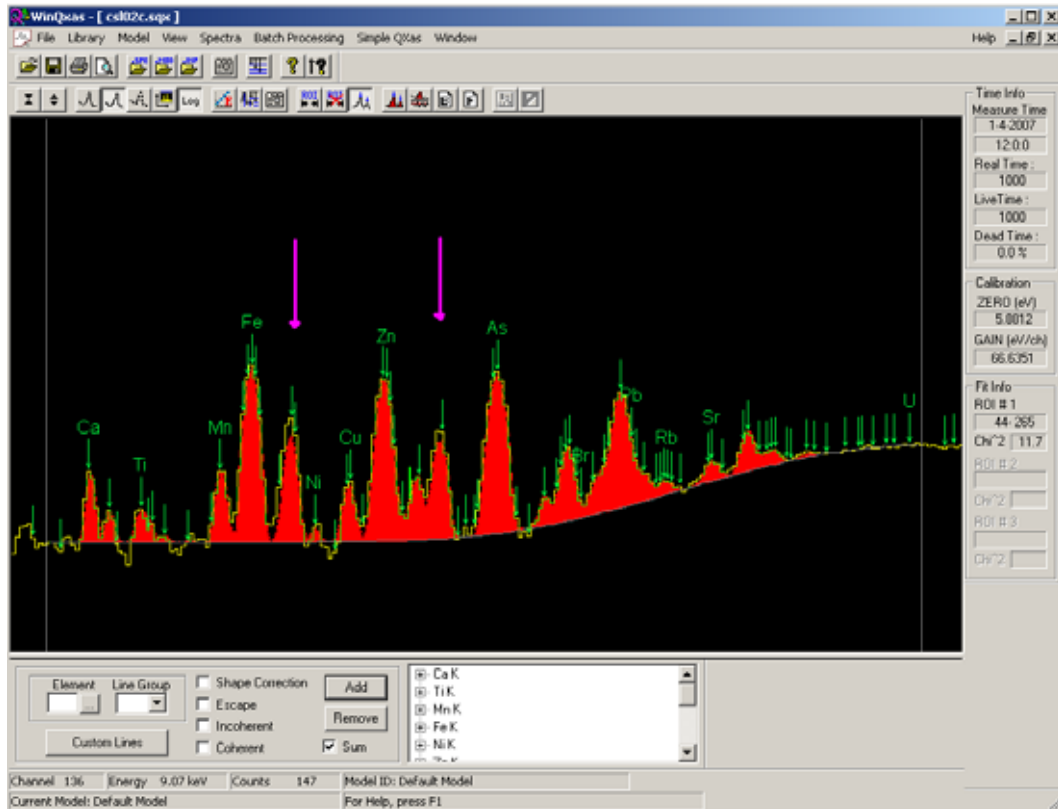 WinQxas - [ csl02c.sqx ]
File Library Model View Spectra Batch Processing Simple QXas Window Help
Log
ROI
Time Info
Measure Time
1-4-2007
12:0:0
Real Time :
1000
LiveTime :
1000
Dead Time :
0.0 %
Calibration
ZERO (eV)
5.0012
GAIN (eV/ch)
66.6351
Fit Info
ROI # 1
44- 265
Chi^2 11.7
ROI # 2
Chi^2
ROI # 3
Chi^2
Ca
Ti
Mn
Fe
Ni
Cu
Zn
As
Br
Pb
Rb
Sr
U
Element Line Group
...
Custom Lines
Shape Correction
Escape
Incoherent
Coherent
Add
Remove
Sum
Ca K
Ti K
Mn K
Fe K
Ni K
Channel 136 Energy 9.07 keV Counts 147 Model ID: Default Model
Current Model: Default Model For Help, press F1